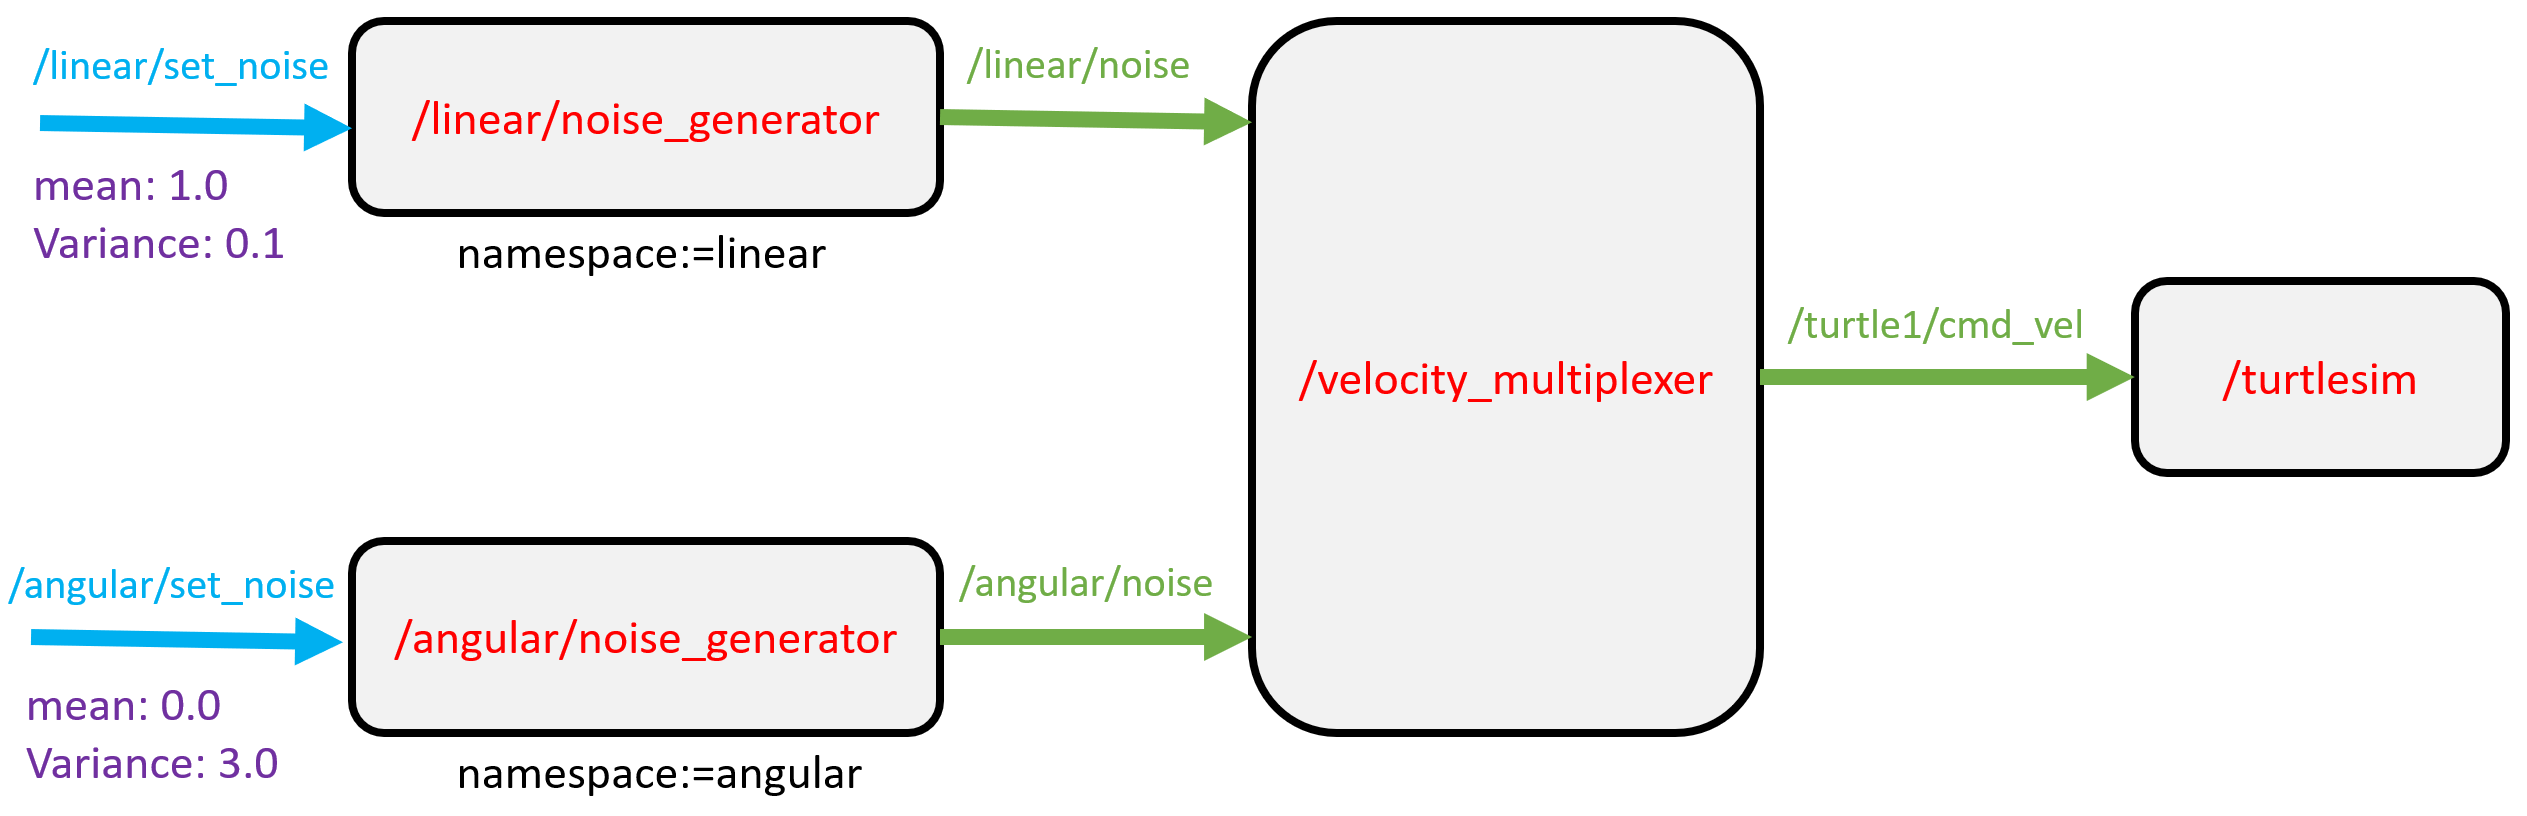 /linear/set_noise
mean: 1.0
Variance: 0.1
/linear/noise_generator
namespace:=linear
/linear/noise
/angular/set_noise
mean: 0.0
Variance: 3.0
/angular/noise_generator
namespace:=angular
/angular/noise
/velocity_multiplexer
/turtle1/cmd_vel
/turtlesim